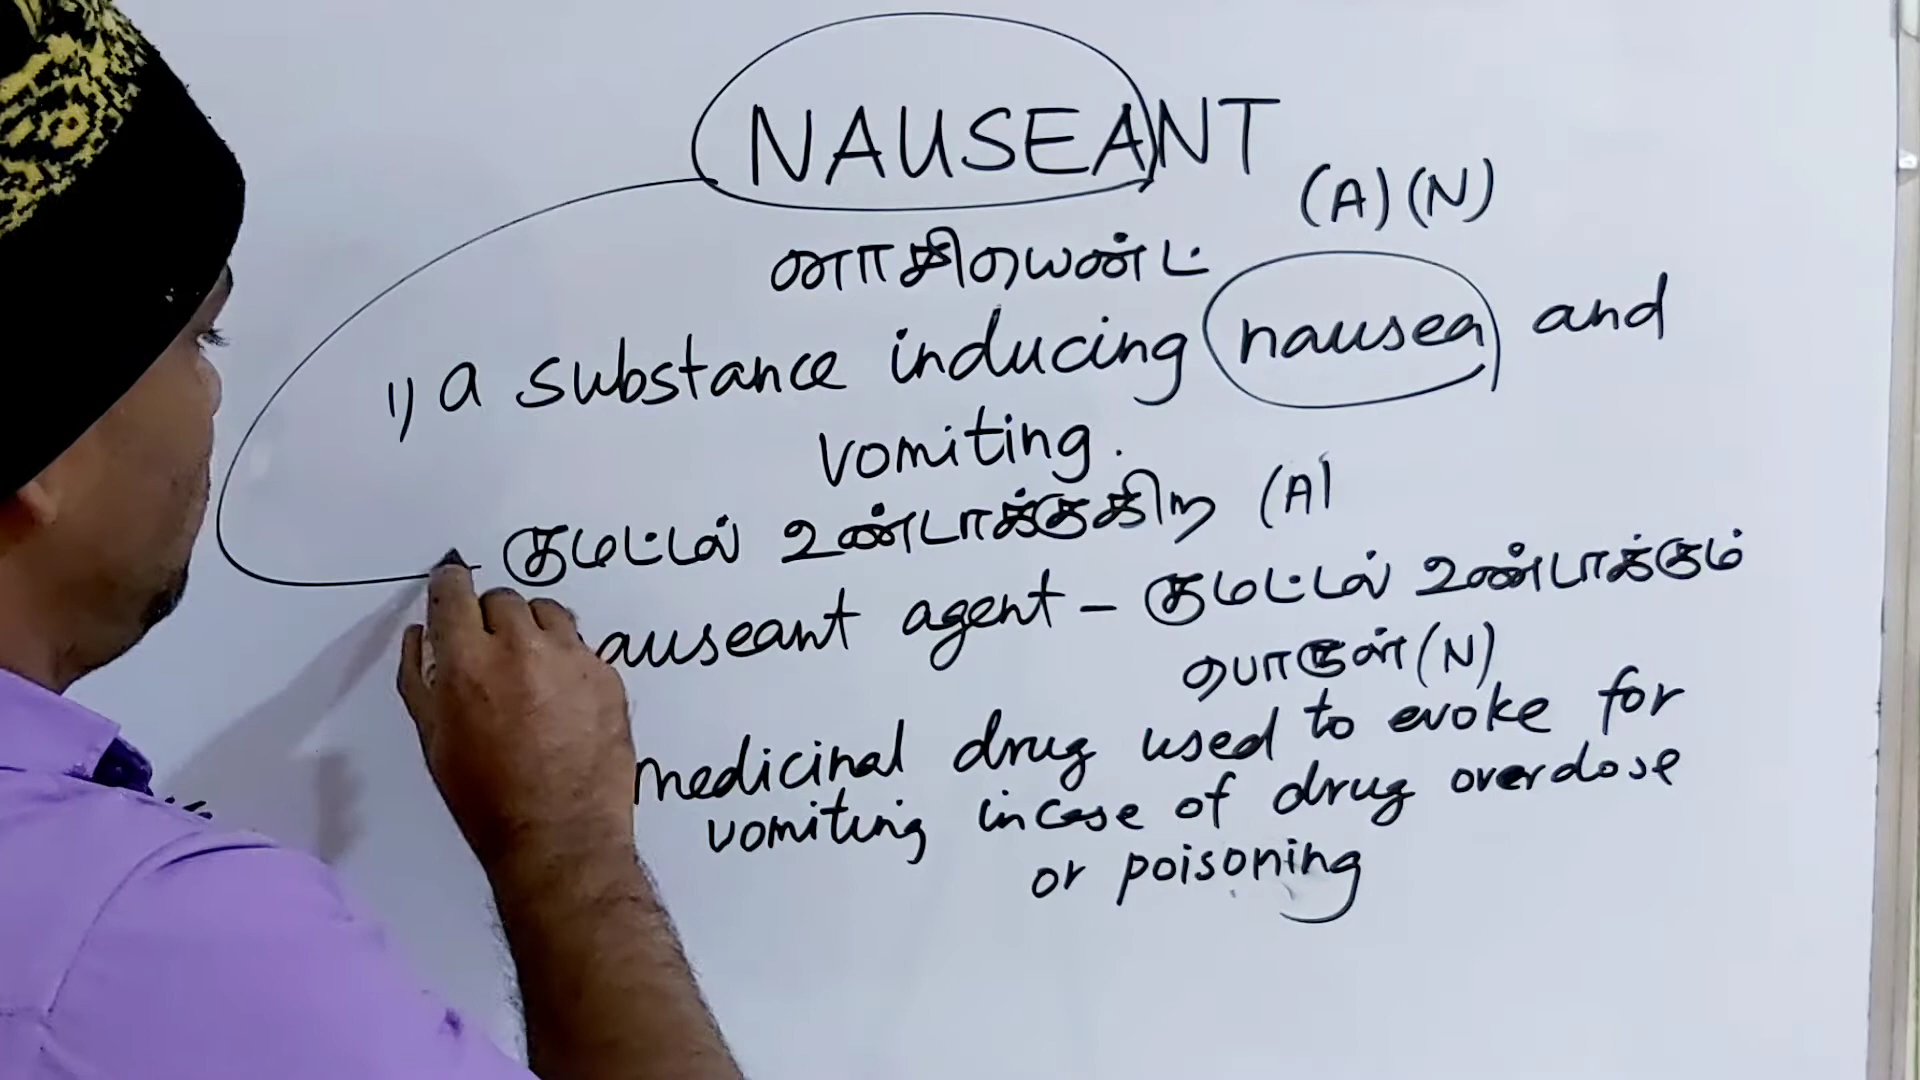 NAUSEANT
(A) (N)
னாசியெண்ட்
1) a substance inducing nausea and
vomiting.
- குமட்டல் உண்டாக்குகிற (A)
auseant agent - குமட்டல் உண்டாக்கும்
பொருள் (N)
medicinal drug used to evoke for
vomiting incase of drug overdose
or poisoning